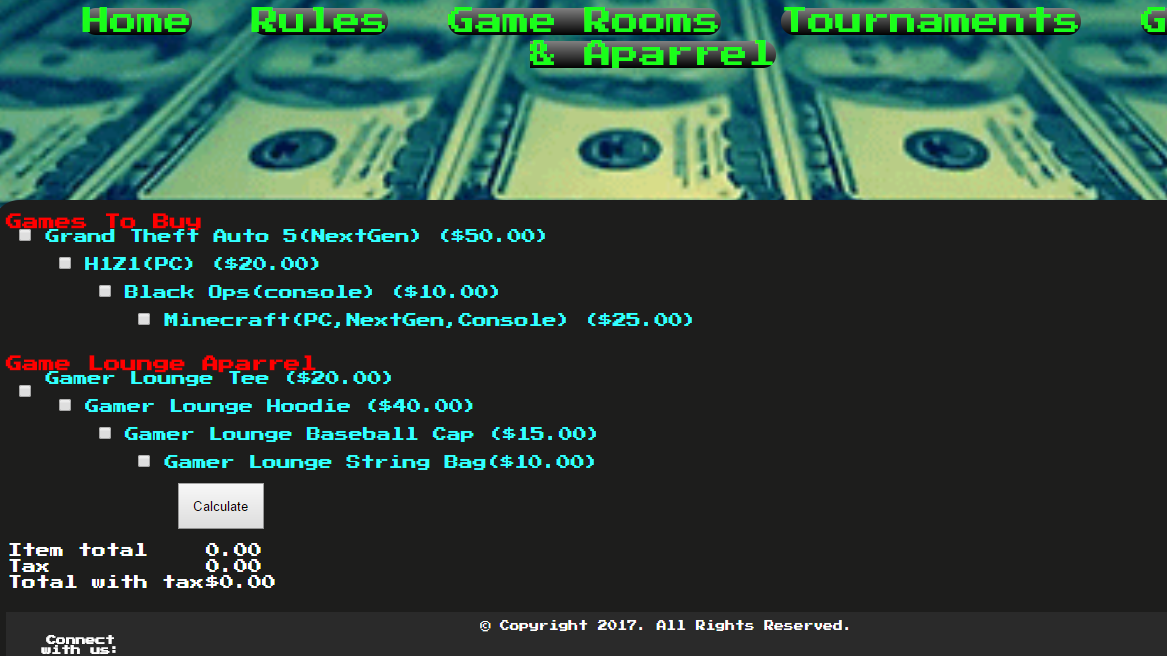 Home Rules Game Rooms Tournaments G
& Aparrel
Games To Buy
Grand Theft Auto 5(NextGen) ($50.00)
H1Z1(PC) ($20.00)
Black Ops(console) ($10.00)
Minecraft(PC,NextGen,Console) ($25.00)
Game Lounge Aparrel
Gamer Lounge Tee ($20.00)
Gamer Lounge Hoodie ($40.00)
Gamer Lounge Baseball Cap ($15.00)
Gamer Lounge String Bag($10.00)
Calculate
Item total 0.00
Tax 0.00
Total with tax$0.00
© Copyright 2017. All Rights Reserved.
Connect
with us: